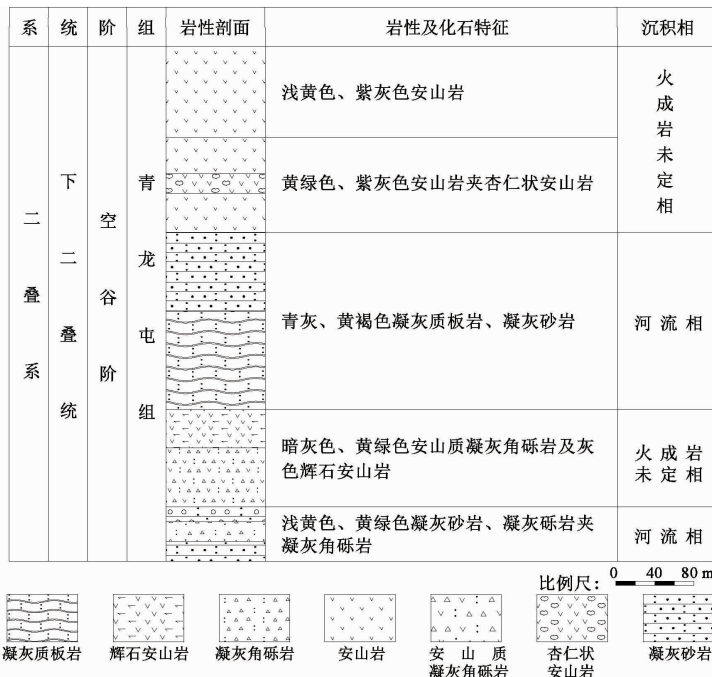 系 统 阶 组 岩性剖面 岩性及化石特征 沉积相
二叠系
下二叠统
空谷阶
青龙屯组
浅黄色、紫灰色安山岩
黄绿色、紫灰色安山岩夹杏仁状安山岩
火成岩未定相
青灰、黄褐色凝灰质板岩、凝灰砂岩
河流相
暗灰色、黄绿色安山质凝灰角砾岩及灰
色辉石安山岩
火成岩
未定相
浅黄色、黄绿色凝灰砂岩、凝灰砾岩夹
凝灰角砾岩
河流相
比例尺: 0 40 80 m
凝灰质板岩
辉石安山岩
凝灰角砾岩
安山岩
安山质
凝灰角砾岩
杏仁状
安山岩
凝灰砂岩